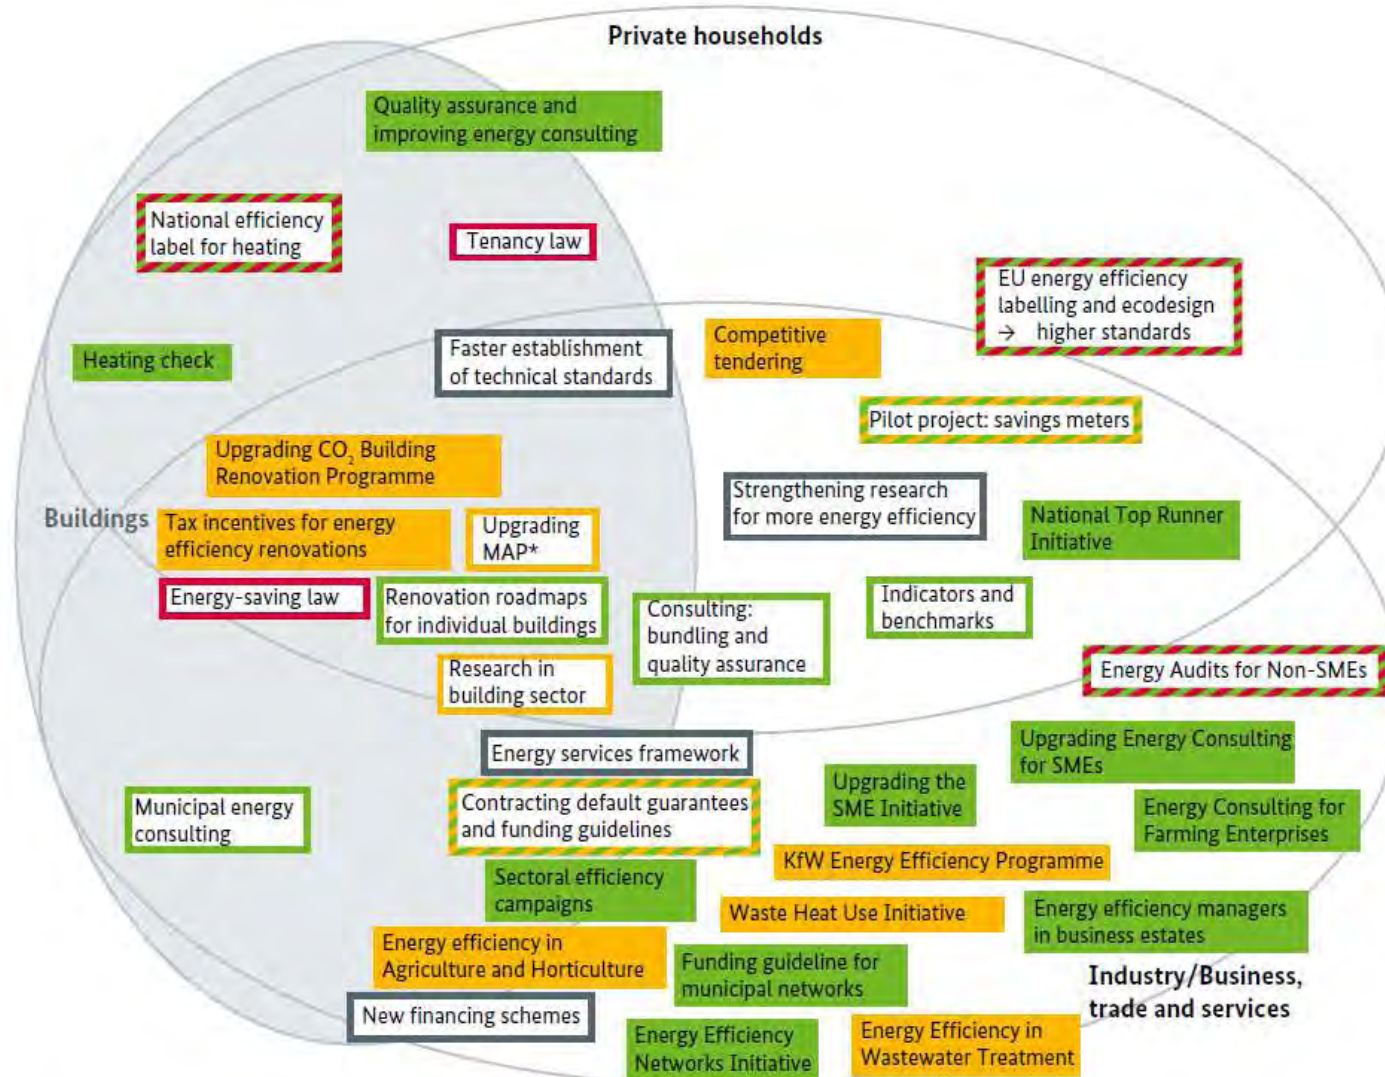 Private households
Quality assurance and
improving energy consulting
National efficiency
label for heating
Tenancy law
EU energy efficiency
labelling and ecodesign
→ higher standards
Heating check
Faster establishment
of technical standards
Competitive
tendering
Pilot project: savings meters
Upgrading CO₂ Building
Renovation Programme
Strengthening research
for more energy efficiency
National Top Runner
Initiative
Buildings
Tax incentives for energy
efficiency renovations
Upgrading
MAP*
Energy-saving law
Renovation roadmaps
for individual buildings
Consulting:
bundling and
quality assurance
Indicators and
benchmarks
Research in
building sector
Energy Audits for Non-SMEs
Energy services framework
Upgrading Energy Consulting
for SMEs
Upgrading the
SME Initiative
Contracting default guarantees
and funding guidelines
Municipal energy
consulting
Energy Consulting for
Farming Enterprises
KfW Energy Efficiency Programme
Sectoral efficiency
campaigns
Waste Heat Use Initiative
Energy efficiency managers
in business estates
Energy efficiency in
Agriculture and Horticulture
Funding guideline for
municipal networks
Industry/Business,
trade and services
New financing schemes
Energy Efficiency
Networks Initiative
Energy Efficiency in
Wastewater Treatment